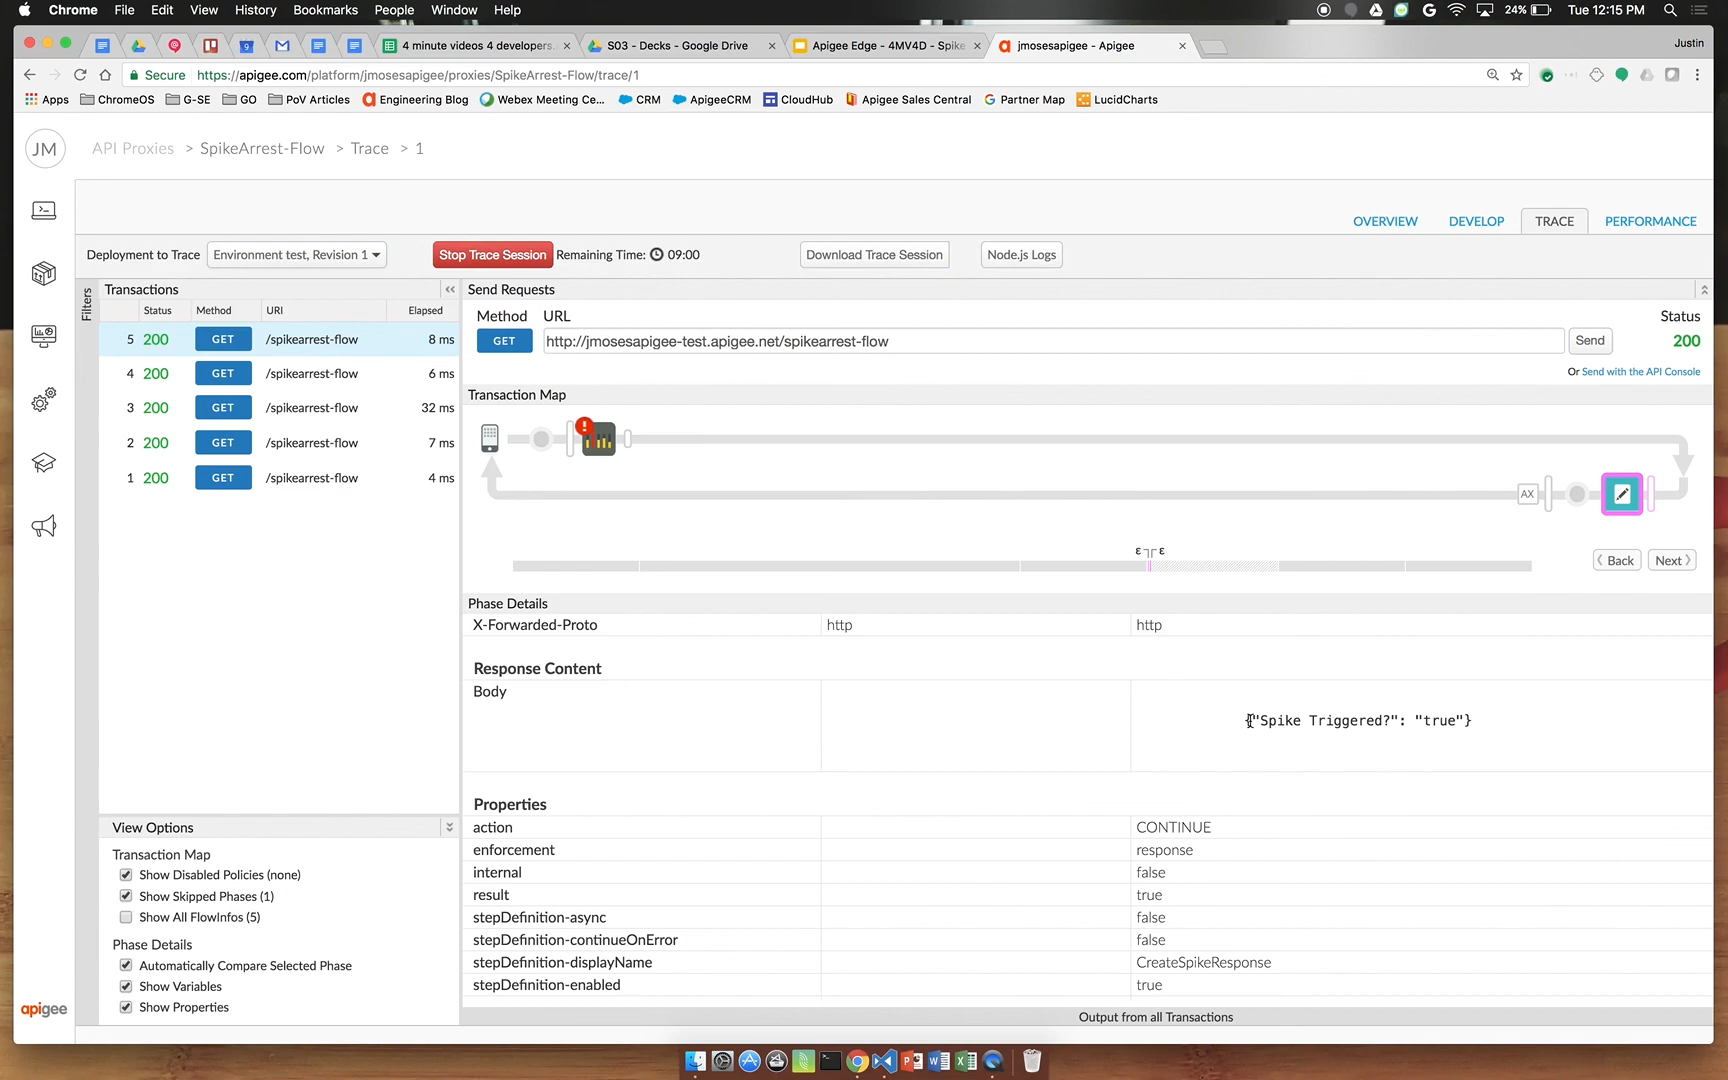 Chrome File Edit View History Bookmarks People Window Help 24% Tue 12:15 PM
4 minute videos 4 developers. S03 - Decks - Google Drive Apigee Edge - 4MV4D - Spike jmosesapigee - Apigee Justin
Secure https://apigee.com/platform/jmosesapigee/proxies/SpikeArrest-Flow/trace/1
Apps ChromeOS G-SE GO PoV Articles Engineering Blog Webex Meeting Ce... CRM ApigeeCRM CloudHub Apigee Sales Central Partner Map LucidCharts
JM API Proxies > SpikeArrest-Flow > Trace > 1
OVERVIEW DEVELOP TRACE PERFORMANCE
Deployment to Trace Environment test, Revision 1 Stop Trace Session Remaining Time: 09:00 Download Trace Session Node.js Logs
Filters
Transactions
Status Method URI Elapsed
5 200 GET /spikearrest-flow 8 ms
4 200 GET /spikearrest-flow 6 ms
3 200 GET /spikearrest-flow 32 ms
2 200 GET /spikearrest-flow 7 ms
1 200 GET /spikearrest-flow 4 ms
View Options
Transaction Map
Show Disabled Policies (none)
Show Skipped Phases (1)
Show All FlowInfos (5)
Phase Details
Automatically Compare Selected Phase
Show Variables
Show Properties
apigee
Send Requests
Method URL Status
GET http://jmosesapigee-test.apigee.net/spikearrest-flow Send 200
Or Send with the API Console
Transaction Map
AX
ε ε
Back Next
Phase Details
X-Forwarded-Proto http http
Response Content
Body
{"Spike Triggered?": "true"}
Properties
action CONTINUE
enforcement response
internal false
result true
stepDefinition-async false
stepDefinition-continueOnError false
stepDefinition-displayName CreateSpikeResponse
stepDefinition-enabled true
Output from all Transactions